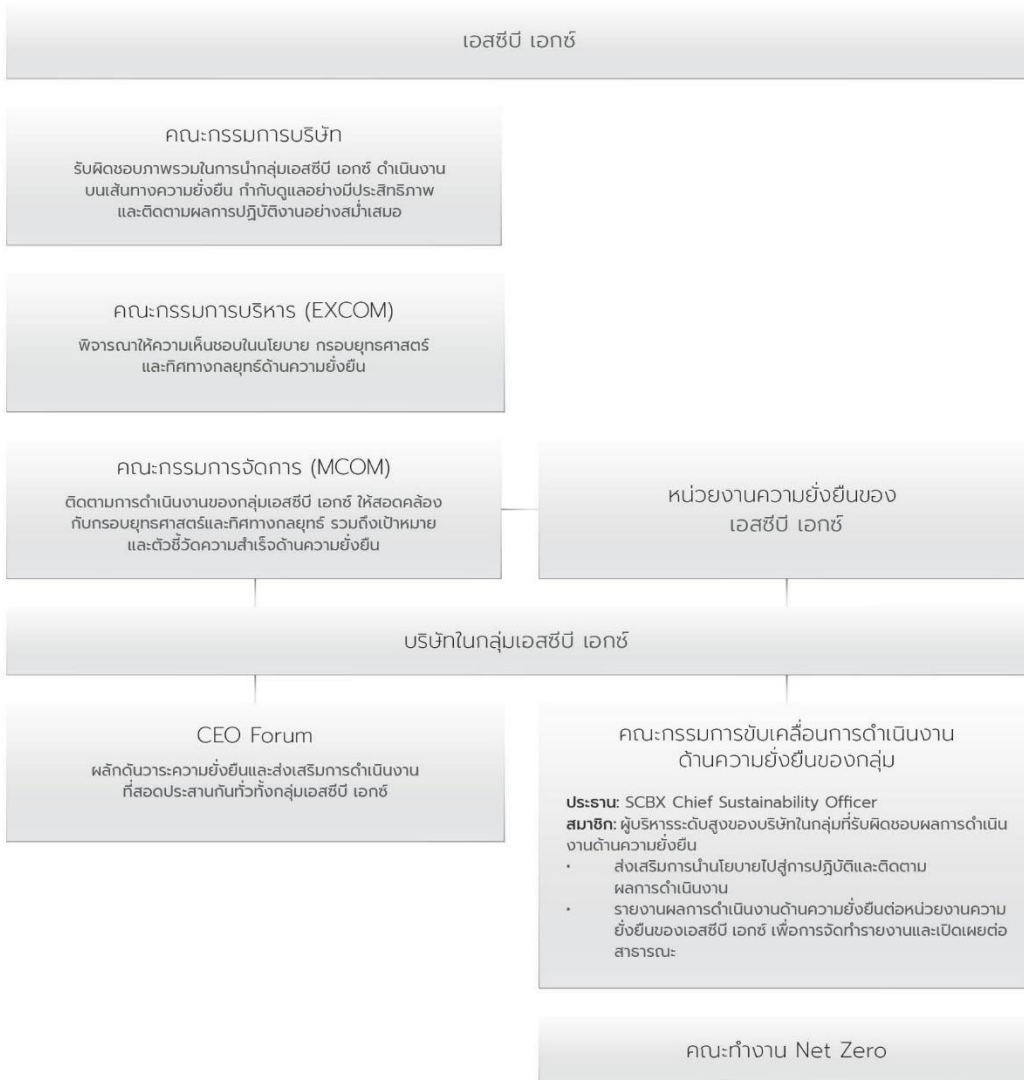 เอสซีบี เอกซ์
คณะกรรมการบริษัท
รับผิดชอบภาพรวมในการนำกลุ่มเอสซีบี เอกซ์ ดำเนินงาน
บนเส้นทางความยั่งยืน กำกับดูแลอย่างมีประสิทธิภาพ
และติดตามผลการปฏิบัติงานอย่างสม่ำเสมอ
คณะกรรมการบริหาร (EXCOM)
พิจารณาให้ความเห็นชอบในนโยบาย กรอบยุทธศาสตร์
และทิศทางกลยุทธ์ด้านความยั่งยืน
คณะกรรมการจัดการ (MCOM)
ติดตามการดำเนินงานของกลุ่มเอสซีบี เอกซ์ ให้สอดคล้อง
กับกรอบยุทธศาสตร์และทิศทางกลยุทธ์ รวมถึงเป้าหมาย
และตัวชี้วัดความสำเร็จด้านความยั่งยืน
หน่วยงานความยั่งยืนของ
เอสซีบี เอกซ์
บริษัทในกลุ่มเอสซีบี เอกซ์
CEO Forum
ผลักดันวาระความยั่งยืนและส่งเสริมการดำเนินงาน
ที่สอดประสานกันทั่วทั้งกลุ่มเอสซีบี เอกซ์
คณะกรรมการขับเคลื่อนการดำเนินงาน
ด้านความยั่งยืนของกลุ่ม
ประธาน: SCBX Chief Sustainability Officer
สมาชิก: ผู้บริหารระดับสูงของบริษัทในกลุ่มที่รับผิดชอบผลการดำเนิน
งานด้านความยั่งยืน
• ส่งเสริมการนำนโยบายไปสู่การปฏิบัติและติดตาม
ผลการดำเนินงาน
• รายงานผลการดำเนินงานด้านความยั่งยืนต่อหน่วยงานความ
ยั่งยืนของเอสซีบี เอกซ์ เพื่อการจัดทำรายงานและเปิดเผยต่อ
สาธารณะ
คณะทำงาน Net Zero